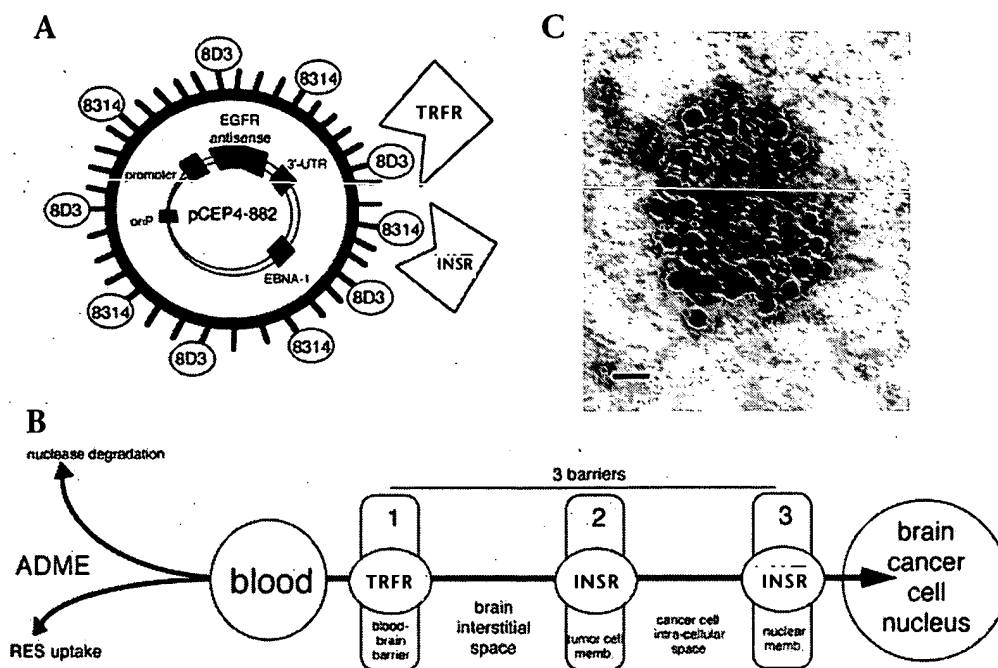 A
8D3
8314
8314
8D3
EGFR
antisense
promoter
3'-UTR
oriP
pCEP4-882
EBNA-1
8D3
8314
8D3
8314
8D3
8314
TRFR
INSR
C
B
nuclease degradation
ADME
RES uptake
blood
3 barriers
1
TRFR
blood-
brain
barrier
brain
interstitial
space
2
INSR
tumor cell
memb.
cancer cell
intra-cellular
space
3
INSR
nuclear
memb.
brain
cancer
cell
nucleus